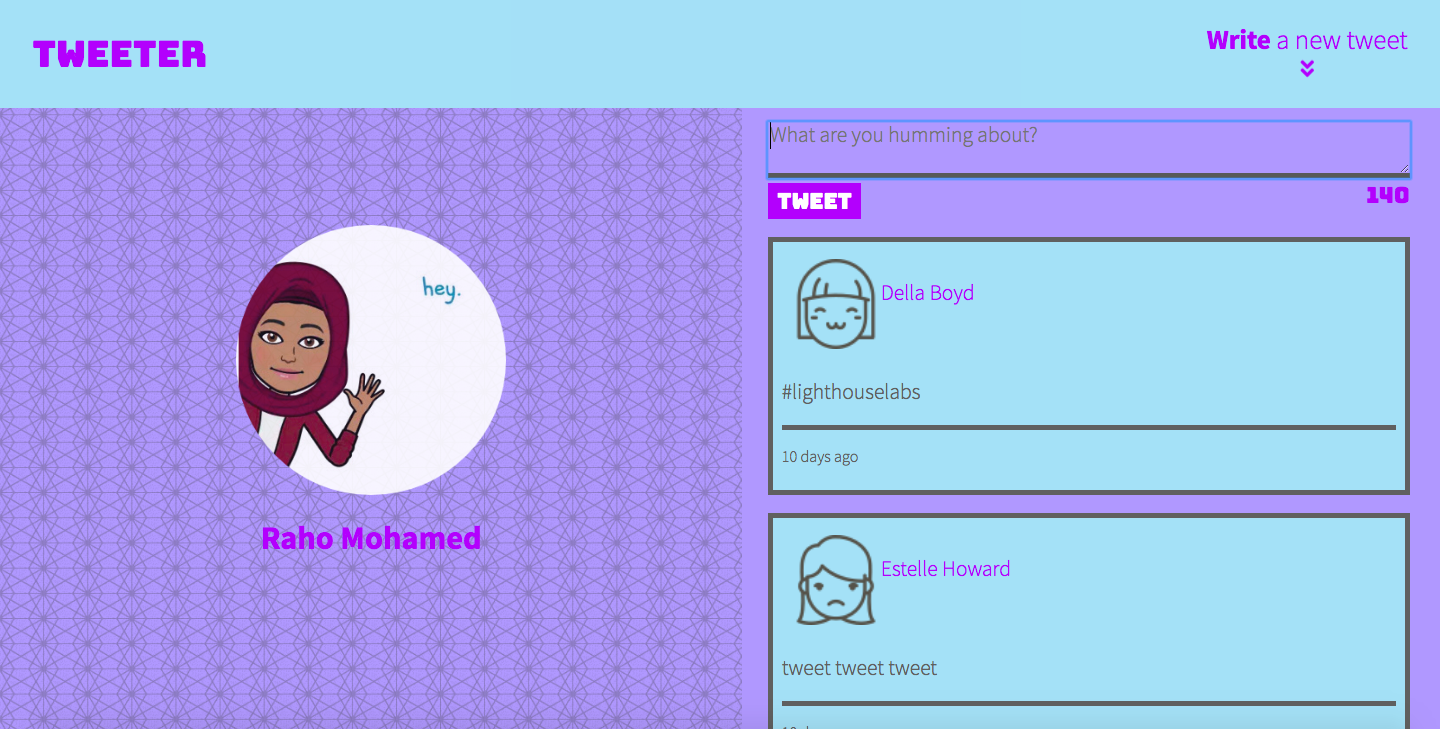 TWEETER
Write a new tweet
hey.
Raho Mohamed
What are you humming about?
TWEET
140
Della Boyd
#lighthouselabs
10 days ago
Estelle Howard
tweet tweet tweet